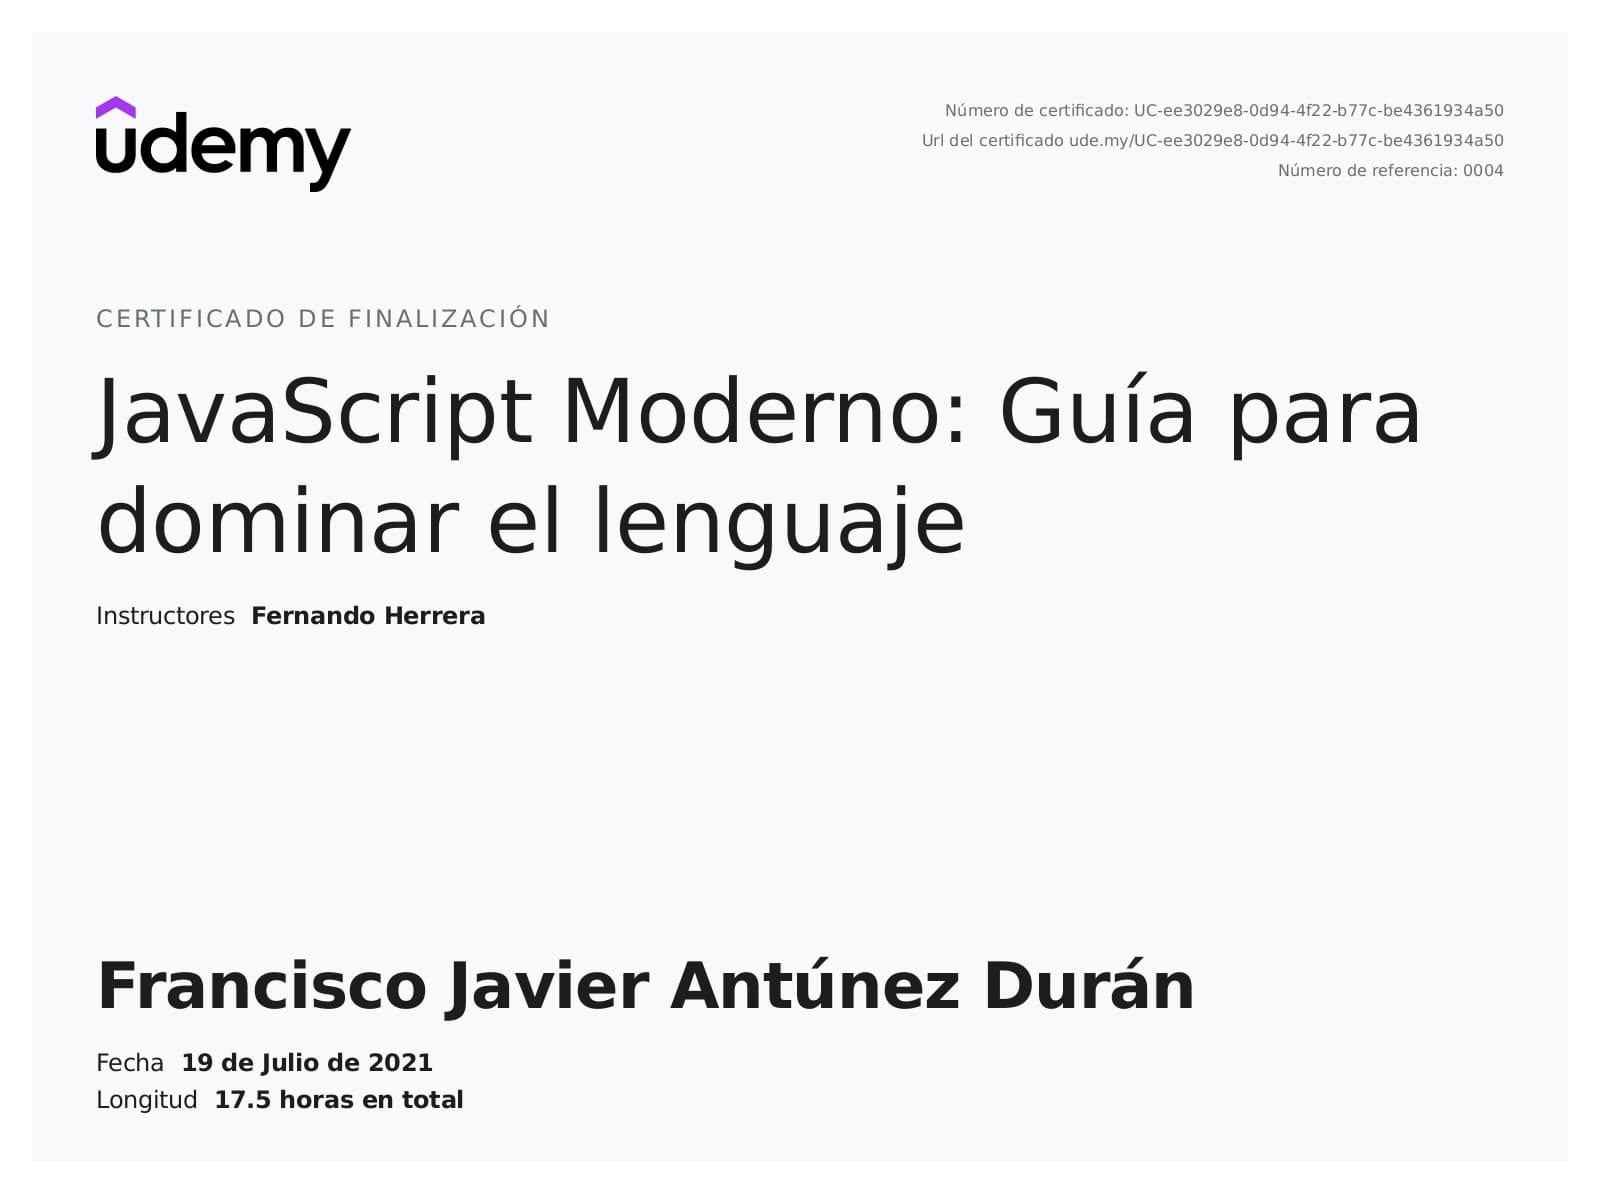 udemy
Número de certificado: UC-ee3029e8-0d94-4f22-b77c-be4361934a50
Url del certificado ude.my/UC-ee3029e8-0d94-4f22-b77c-be4361934a50
Número de referencia: 0004
CERTIFICADO DE FINALIZACIÓN
JavaScript Moderno: Guía para
dominar el lenguaje
Instructores Fernando Herrera
Francisco Javier Antúnez Durán
Fecha 19 de Julio de 2021
Longitud 17.5 horas en total